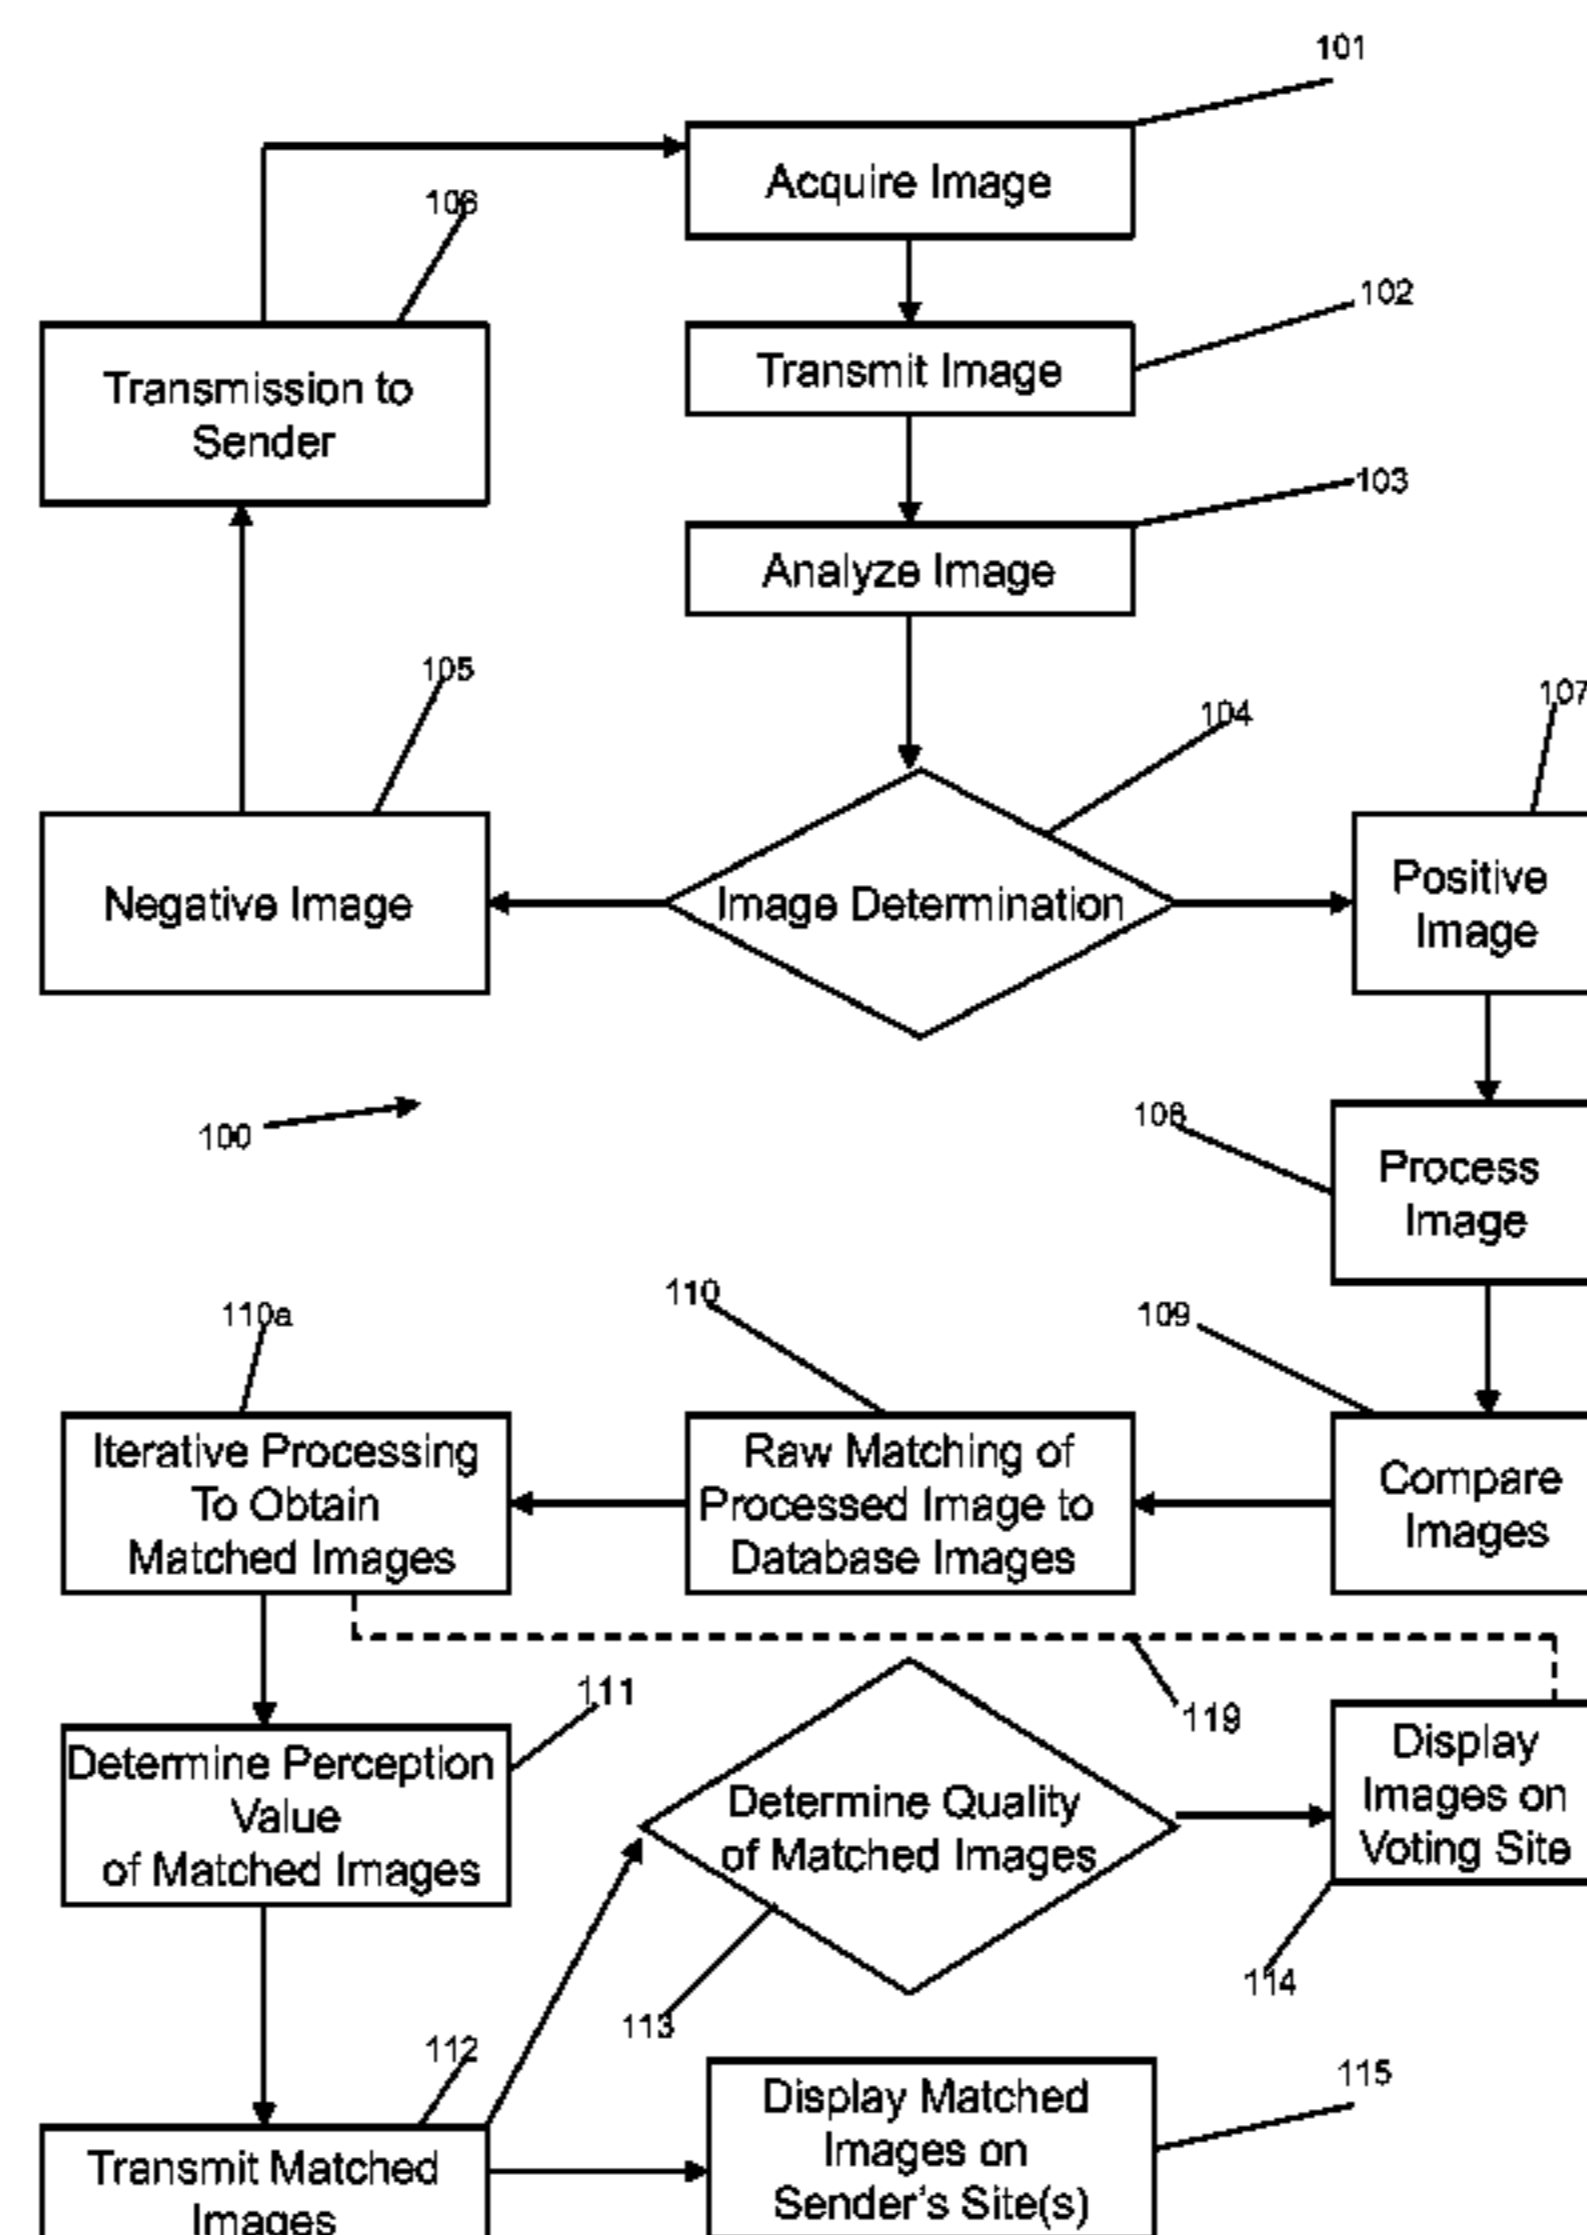 101
Acquire Image
106
102
Transmit Image
Transmission to
Sender
103
Analyze Image
105
107
104
Negative Image
Image Determination
Positive
Image
100
108
Process
Image
110a
110
109
Iterative Processing
To Obtain
Matched Images
Raw Matching of
Processed Image to
Database Images
Compare
Images
111
119
Determine Perception
Value
of Matched Images
Determine Quality
of Matched Images
Display
Images on
Voting Site
114
113
112
115
Transmit Matched
Images
Display Matched
Images on
Sender's Site(s)